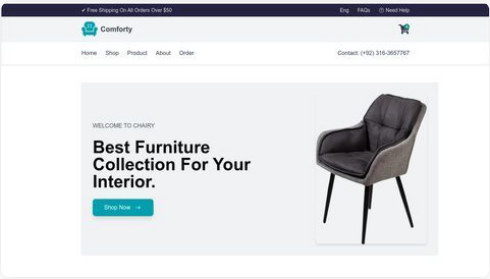 ✓ Free Shipping On All Orders Over $50
Eng FAQs Need Help
Comforty
Home Shop Product About Order
Contact: (+92) 316-3657767
WELCOME TO CHAIRY
Best Furniture
Collection For Your
Interior.
Shop Now →